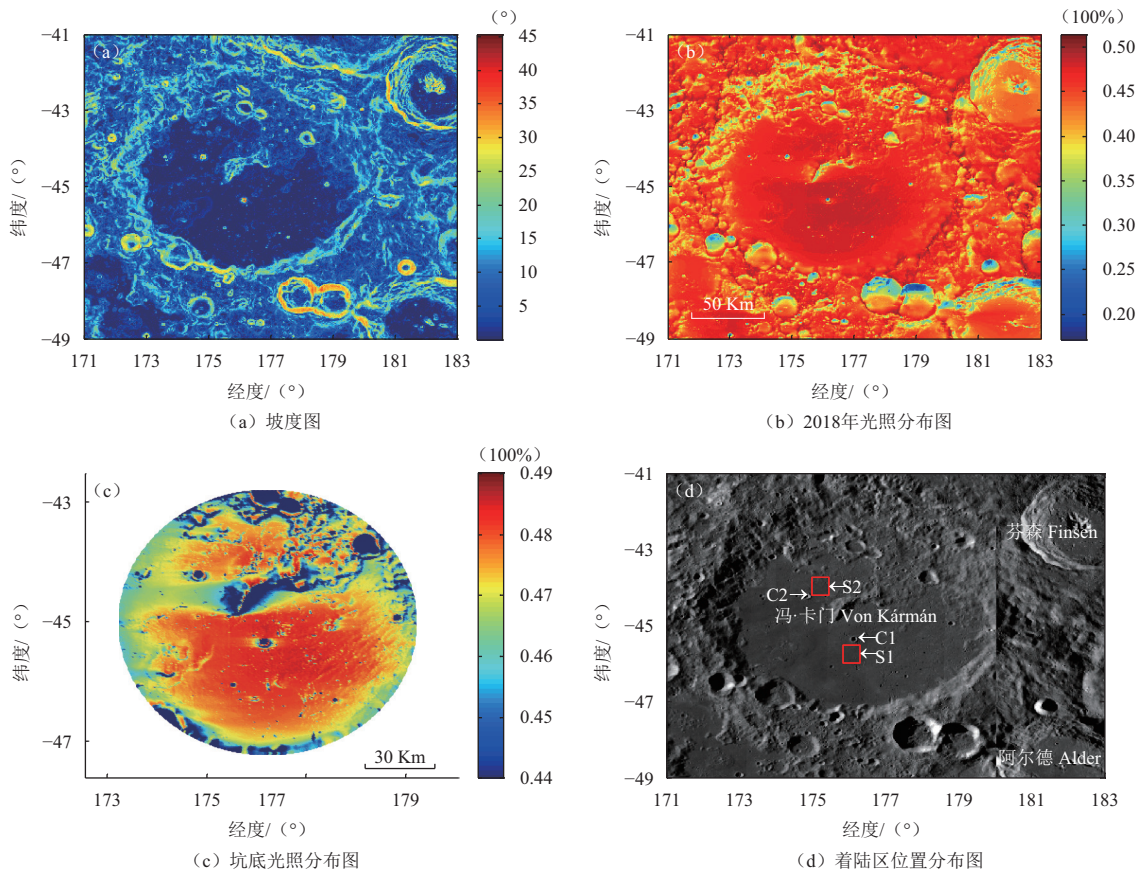 （°）
（a）
−41
−43
−45
−47
−49
纬度/（°）
171
173
175
177
179
181
183
经度/（°）
45
40
35
30
25
20
15
10
5
（a）坡度图
（100%）
（b）
−41
−43
−45
−47
−49
纬度/（°）
50 Km
171
173
175
177
179
181
183
经度/（°）
0.50
0.45
0.40
0.35
0.30
0.25
0.20
（b）2018年光照分布图
（100%）
（c）
−43
−45
−47
纬度/（°）
30 Km
173
175
177
179
经度/（°）
0.49
0.48
0.47
0.46
0.45
0.44
（c）坑底光照分布图
（d）
−41
−43
−45
−47
−49
纬度/（°）
芬森 Finsen
C2→
←S2
冯·卡门 Von Kármán
←C1
←S1
阿尔德 Alder
171
173
175
177
179
180
181
183
经度/（°）
（d）着陆区位置分布图